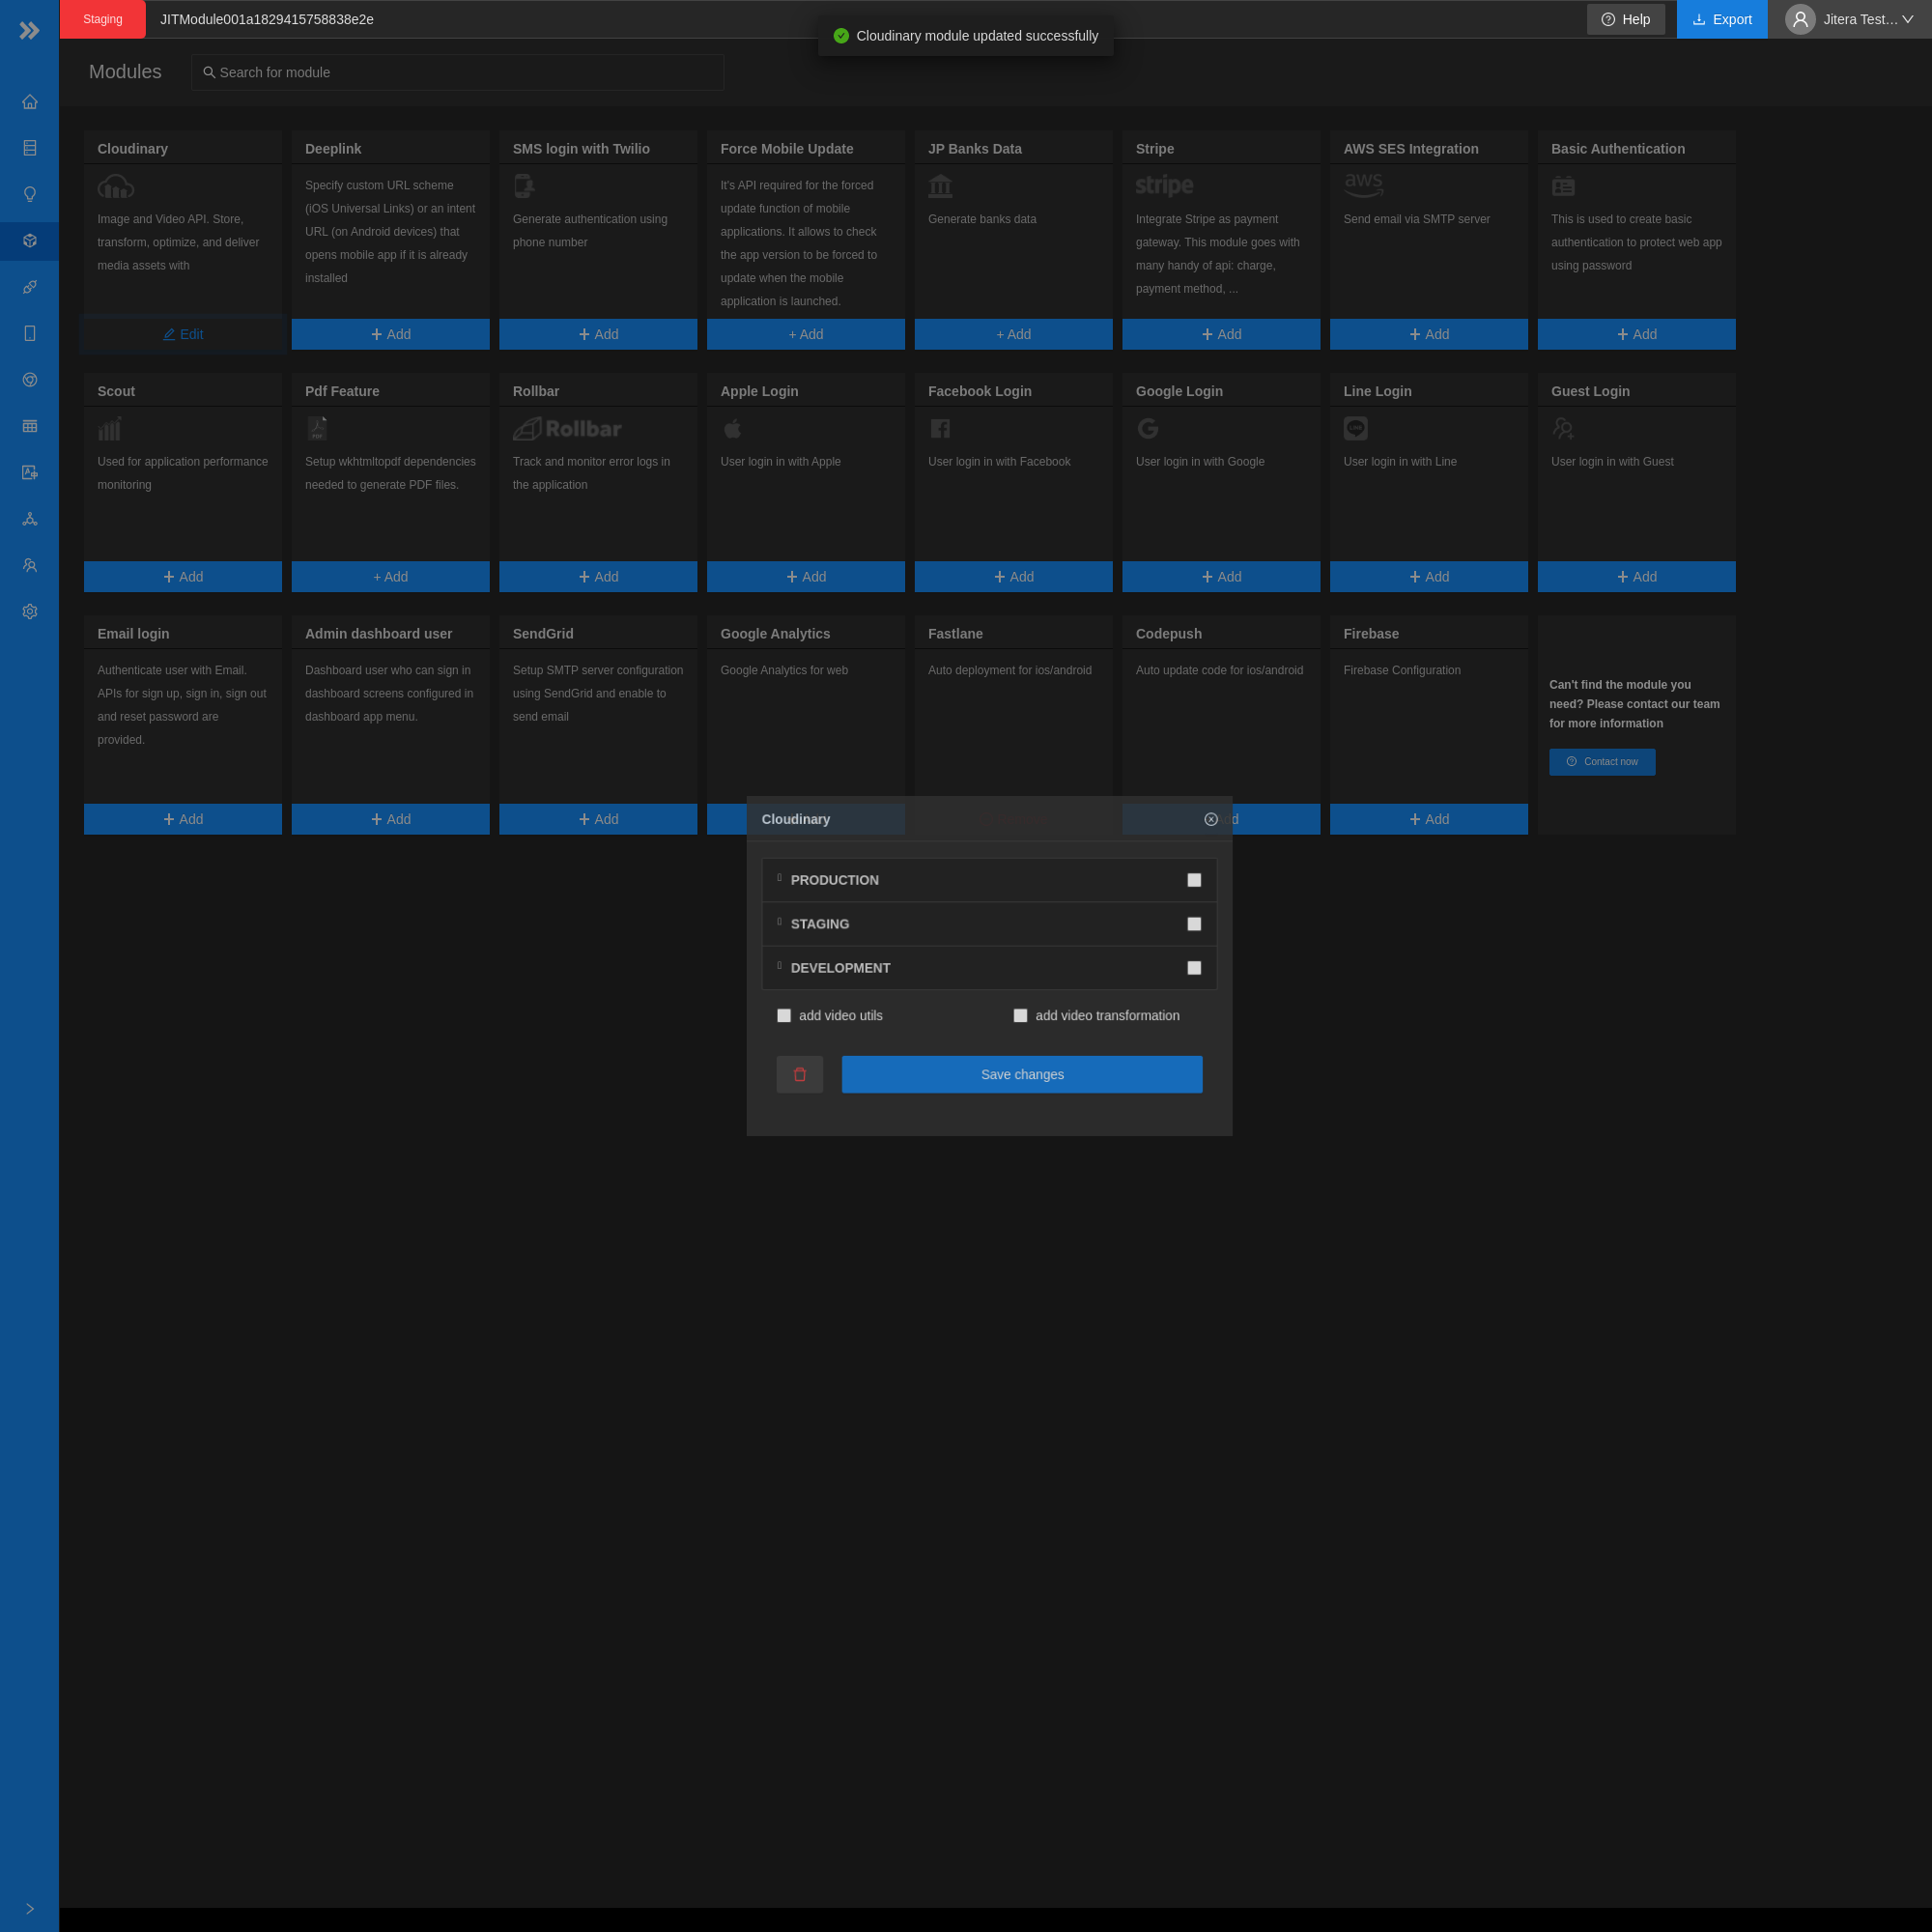 Staging
JITModule001a1829415758838e2e
Cloudinary module updated successfully
Help
Export
Jitera Test...
Modules
Search for module
Cloudinary
Image and Video API. Store,
transform, optimize, and deliver
media assets with
Edit
Deeplink
Specify custom URL scheme
(iOS Universal Links) or an intent
URL (on Android devices) that
opens mobile app if it is already
installed
Add
SMS login with Twilio
Generate authentication using
phone number
Add
Force Mobile Update
It's API required for the forced
update function of mobile
applications. It allows to check
the app version to be forced to
update when the mobile
application is launched.
+ Add
JP Banks Data
Generate banks data
+ Add
Stripe
stripe
Integrate Stripe as payment
gateway. This module goes with
many handy of api: charge,
payment method, ...
Add
AWS SES Integration
aws
Send email via SMTP server
Add
Basic Authentication
This is used to create basic
authentication to protect web app
using password
Add
Scout
Used for application performance
monitoring
Add
Pdf Feature
PDF
Setup wkhtmltopdf dependencies
needed to generate PDF files.
+ Add
Rollbar
Rollbar
Track and monitor error logs in
the application
Add
Apple Login
User login in with Apple
Add
Facebook Login
User login in with Facebook
Add
Google Login
User login in with Google
Add
Line Login
LINE
User login in with Line
Add
Guest Login
User login in with Guest
Add
Email login
Authenticate user with Email.
APIs for sign up, sign in, sign out
and reset password are
provided.
Add
Admin dashboard user
Dashboard user who can sign in
dashboard screens configured in
dashboard app menu.
Add
SendGrid
Setup SMTP server configuration
using SendGrid and enable to
send email
Add
Google Analytics
Google Analytics for web
Fastlane
Auto deployment for ios/android
Codepush
Auto update code for ios/android
Add
Firebase
Firebase Configuration
Add
Can't find the module you
need? Please contact our team
for more information
Contact now
Cloudinary
PRODUCTION
STAGING
DEVELOPMENT
add video utils
add video transformation
Save changes